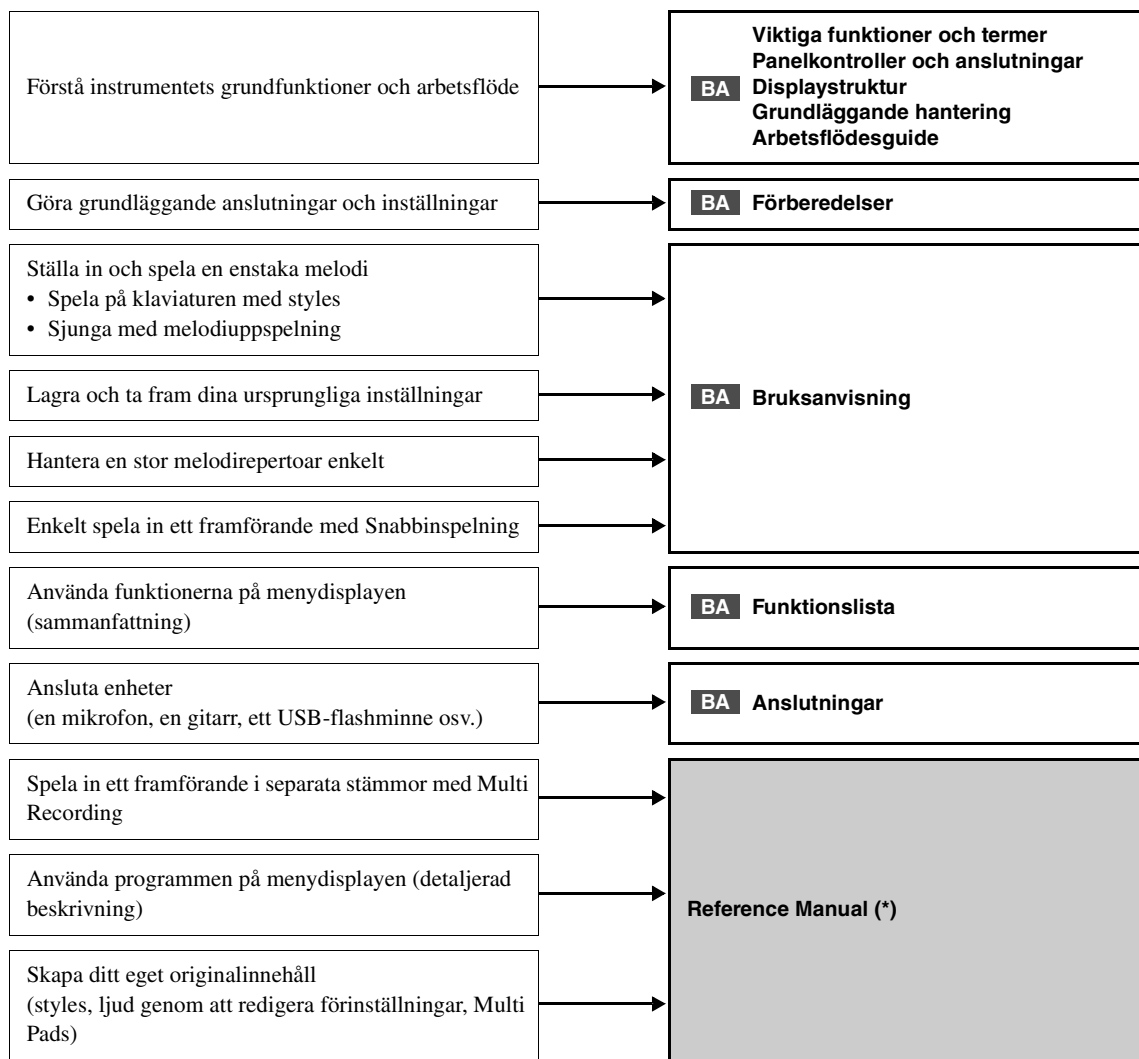 Förstå instrumentets grundfunktioner och arbetsflöde
BA
Viktiga funktioner och termer
Panelkontroller och anslutningar
Displaystruktur
Grundläggande hantering
Arbetsflödesguide
Göra grundläggande anslutningar och inställningar
BA Förberedelser
Ställa in och spela en enstaka melodi
• Spela på klaviaturen med styles
• Sjunga med melodiuppspelning
Lagra och ta fram dina ursprungliga inställningar
Hantera en stor melodirepertoar enkelt
Enkelt spela in ett framförande med Snabbinspelning
BA Bruksanvisning
Använda funktionerna på menydisplayen
(sammanfattning)
BA Funktionslista
Ansluta enheter
(en mikrofon, en gitarr, ett USB-flashminne osv.)
BA Anslutningar
Spela in ett framförande i separata stämmor med Multi
Recording
Använda programmen på menydisplayen (detaljerad
beskrivning)
Skapa ditt eget originalinnehåll
(styles, ljud genom att redigera förinställningar, Multi
Pads)
Reference Manual (*)